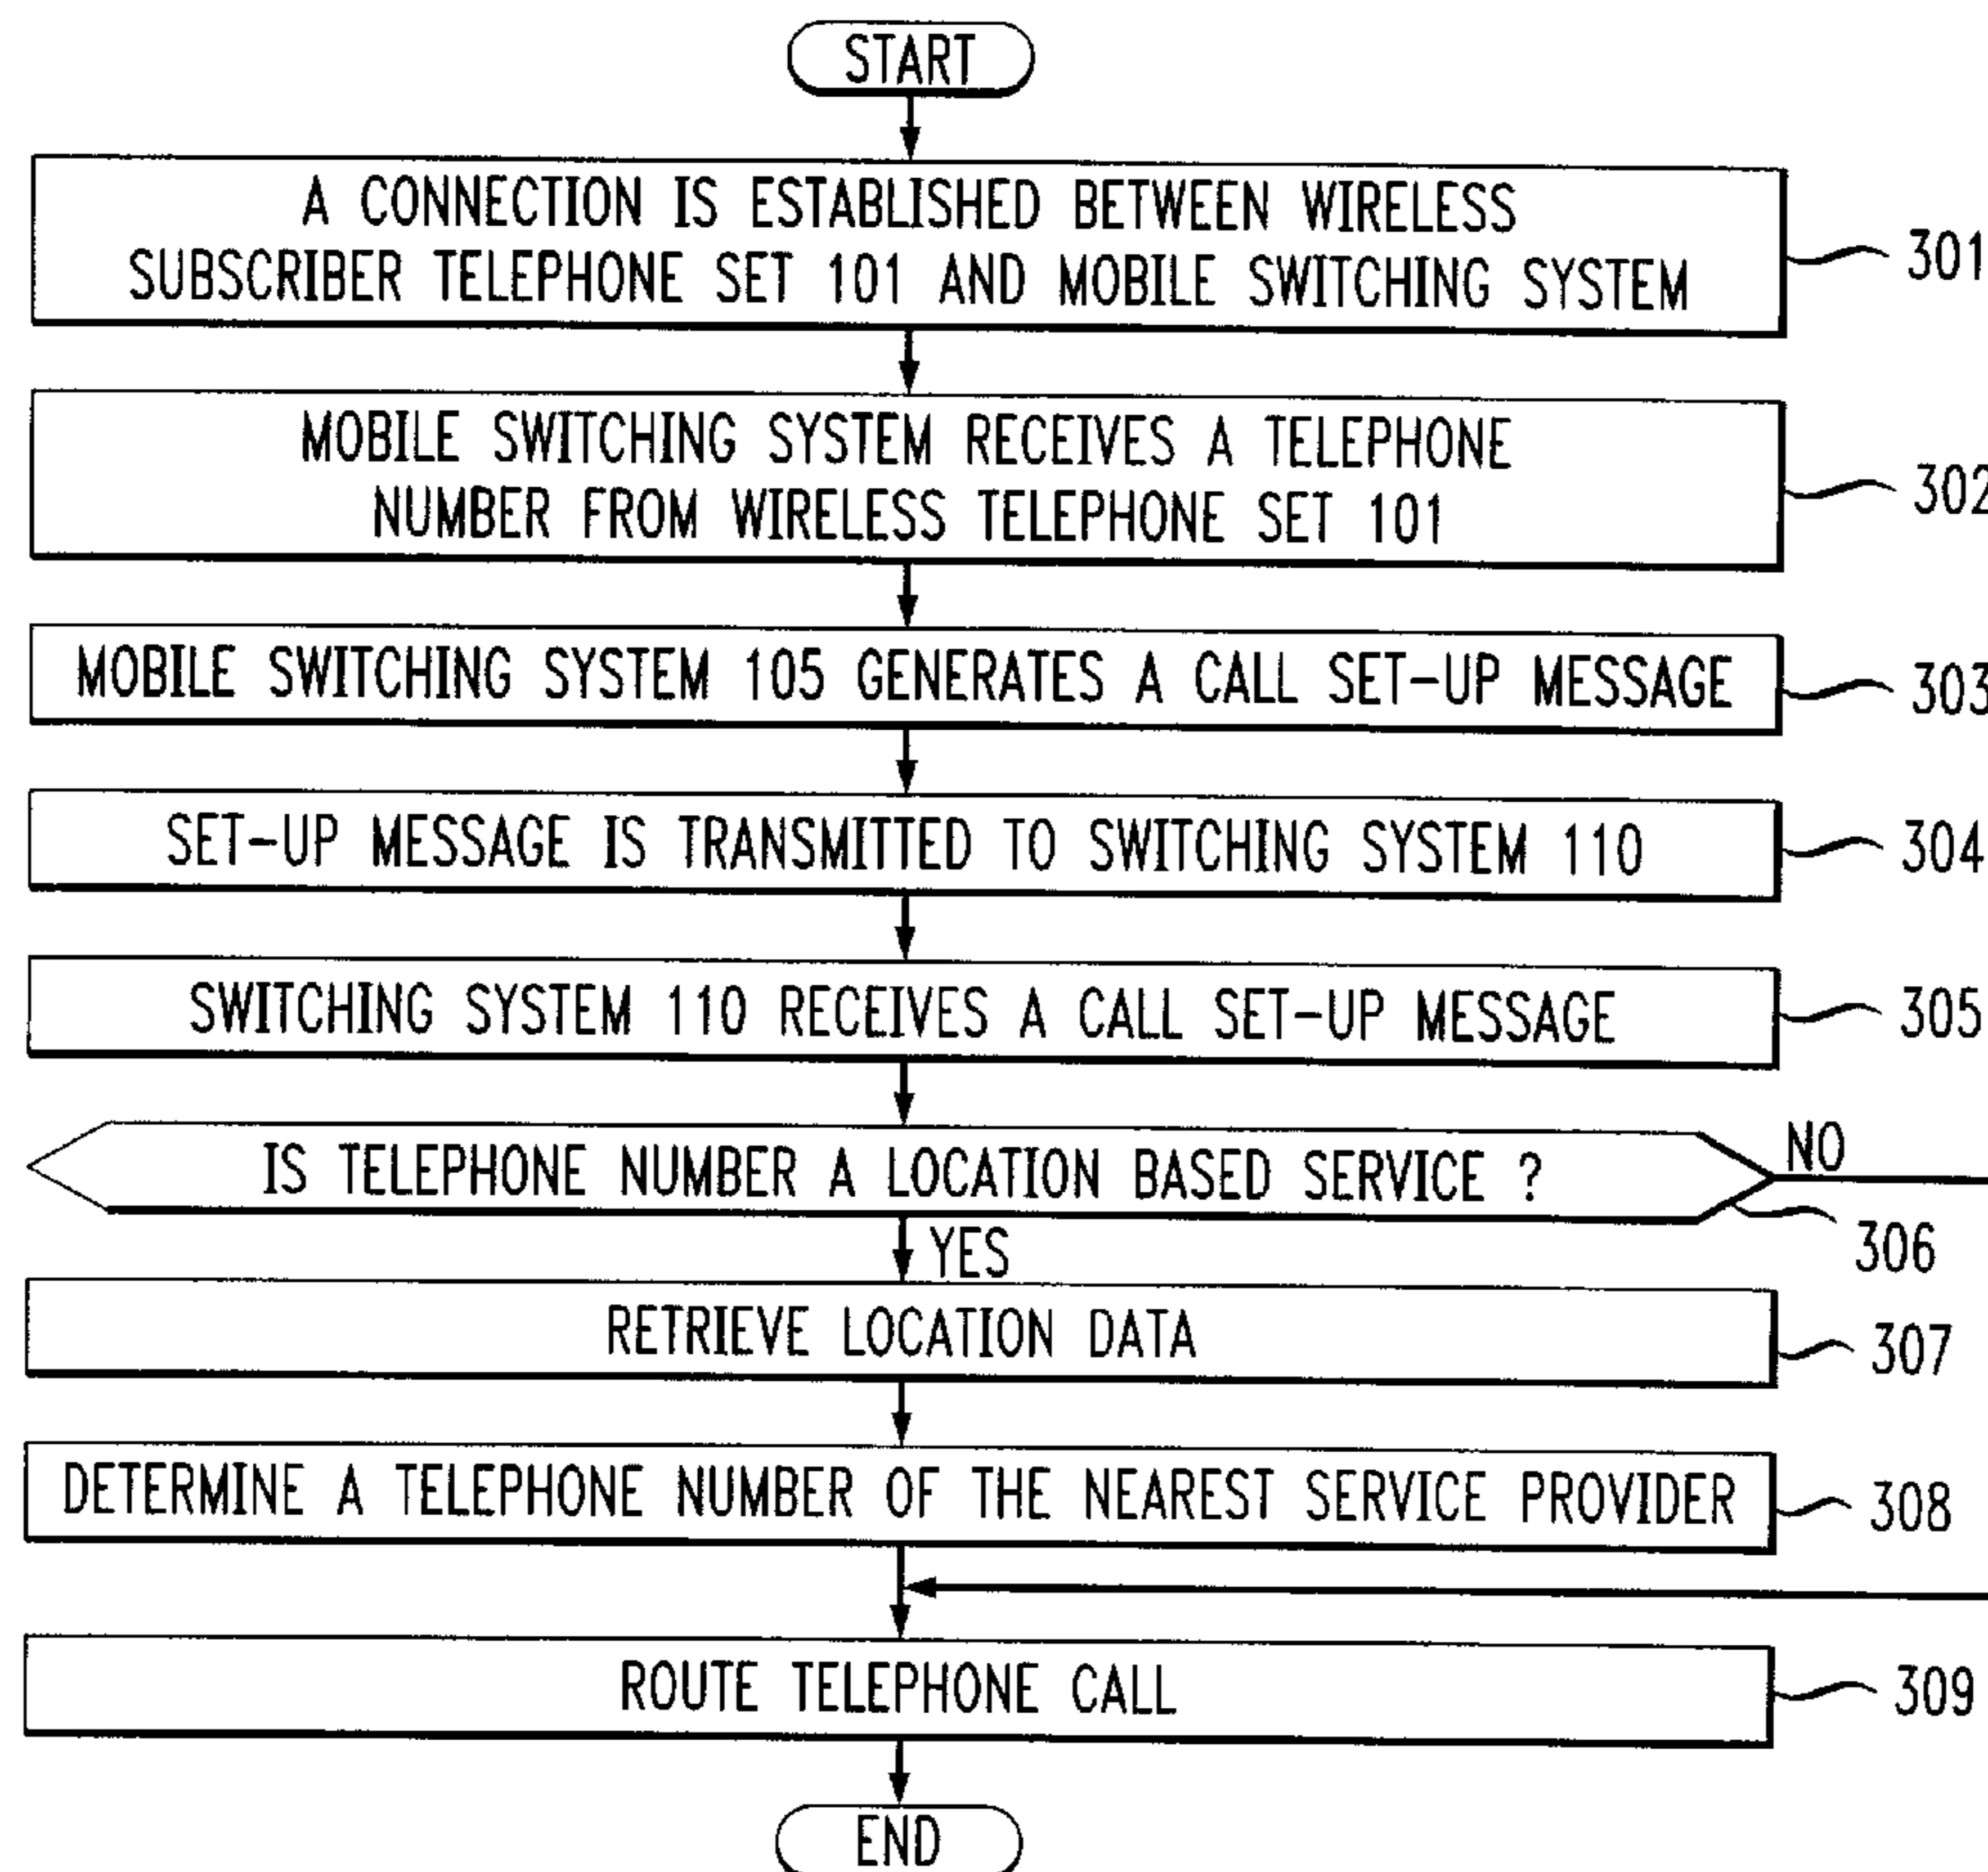 START
A CONNECTION IS ESTABLISHED BETWEEN WIRELESS
SUBSCRIBER TELEPHONE SET 101 AND MOBILE SWITCHING SYSTEM
301
MOBILE SWITCHING SYSTEM RECEIVES A TELEPHONE
NUMBER FROM WIRELESS TELEPHONE SET 101
302
MOBILE SWITCHING SYSTEM 105 GENERATES A CALL SET-UP MESSAGE
303
SET-UP MESSAGE IS TRANSMITTED TO SWITCHING SYSTEM 110
304
SWITCHING SYSTEM 110 RECEIVES A CALL SET-UP MESSAGE
305
IS TELEPHONE NUMBER A LOCATION BASED SERVICE ?
NO
306
YES
RETRIEVE LOCATION DATA
307
DETERMINE A TELEPHONE NUMBER OF THE NEAREST SERVICE PROVIDER
308
ROUTE TELEPHONE CALL
309
END